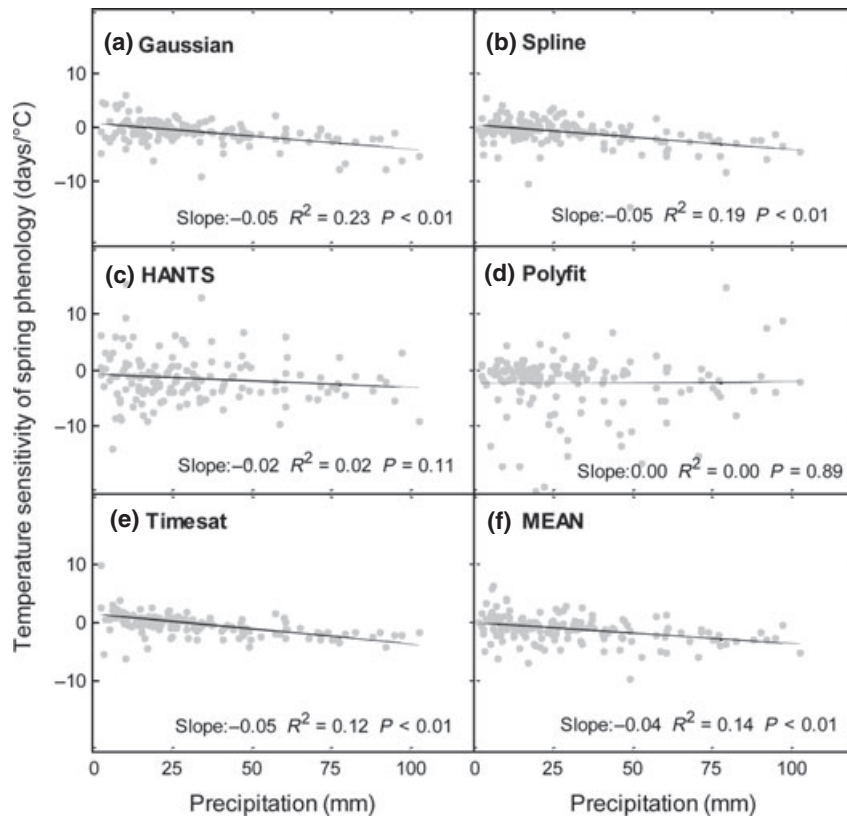 (a) Gaussian
(b) Spline
10
0
−10
Slope:−0.05 R² = 0.23 P < 0.01
Slope:−0.05 R² = 0.19 P < 0.01
(c) HANTS
(d) Polyfit
10
0
−10
Slope:−0.02 R² = 0.02 P = 0.11
Slope:0.00 R² = 0.00 P = 0.89
(e) Timesat
(f) MEAN
10
0
−10
Slope:−0.05 R² = 0.12 P < 0.01
Slope:−0.04 R² = 0.14 P < 0.01
0 25 50 75 100 0 25 50 75 100
Precipitation (mm)
Precipitation (mm)
Temperature sensitivity of spring phenology (days/°C)